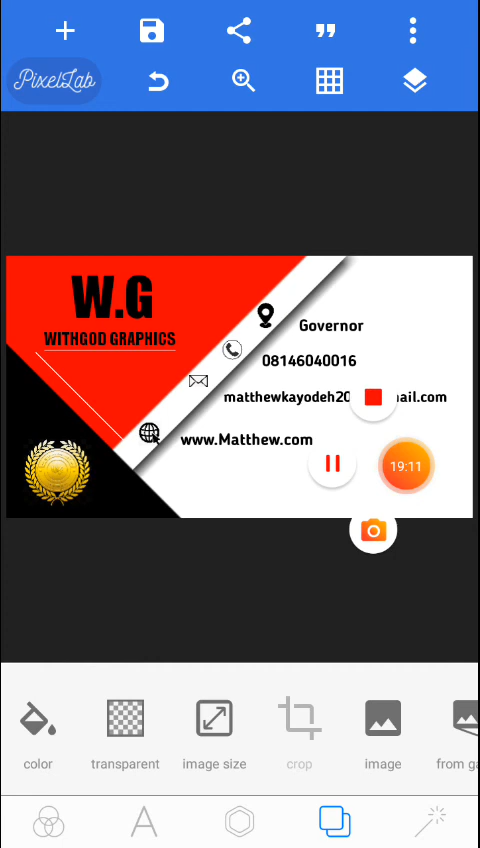 PixelLab
W.G
WITHGOD GRAPHICS
Governor
08146040016
matthewkayodeh20 ail.com
www.Matthew.com
19:11
color
transparent
image size
crop
image
from ga